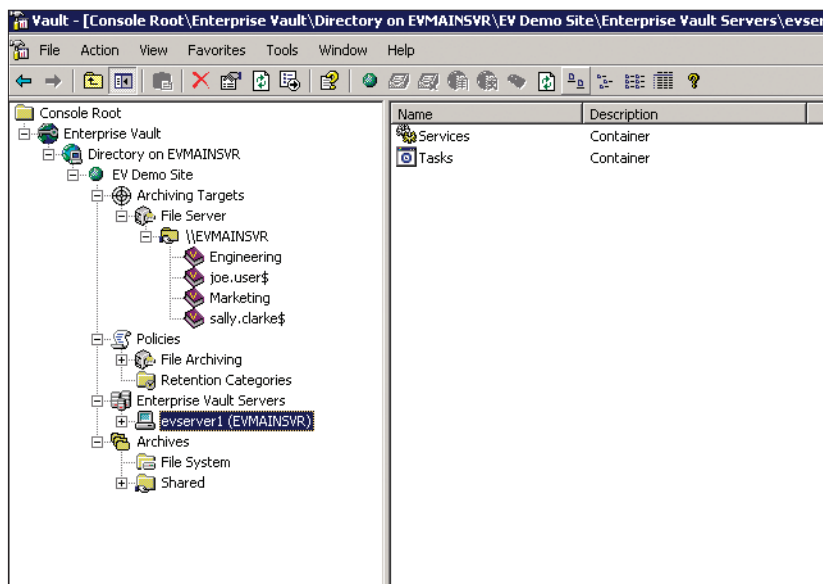 Vault - [Console Root\Enterprise Vault\Directory on EVMAINSVR\EV Demo Site\Enterprise Vault Servers\evser
File Action View Favorites Tools Window Help
Console Root
Enterprise Vault
Directory on EVMAINSVR
EV Demo Site
Archiving Targets
File Server
\\EVMAINSVR
Engineering
joe.user$
Marketing
sally.clarke$
Policies
File Archiving
Retention Categories
Enterprise Vault Servers
evserver1 (EVMAINSVR)
Archives
File System
Shared
Name Description
Services Container
Tasks Container